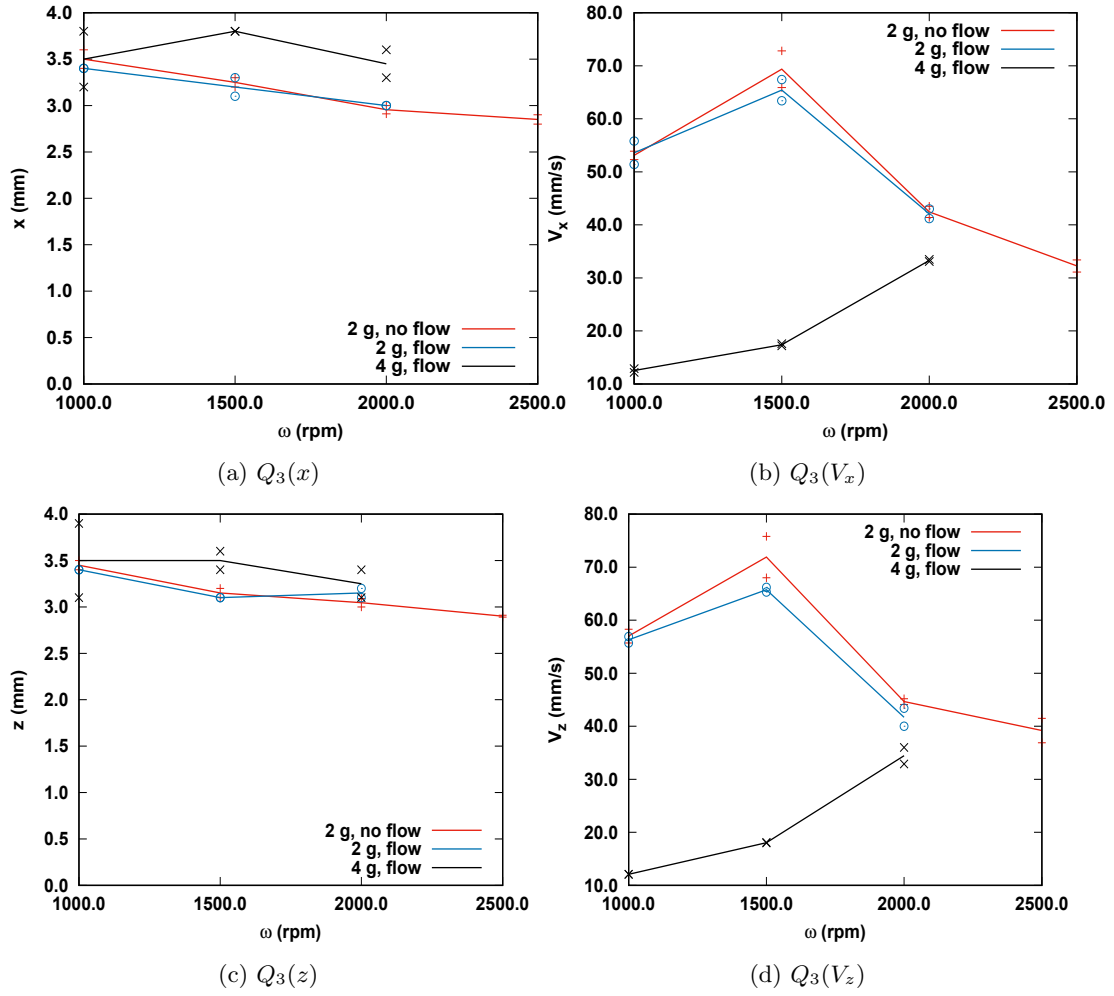 4.0
3.5
3.0
2.5
2.0
1.5
1.0
0.5
0.0
x (mm)
2 g, no flow
2 g, flow
4 g, flow
1000.0 1500.0 2000.0 2500.0
ω (rpm)
(a) Q₃(x)
80.0
70.0
60.0
50.0
40.0
30.0
20.0
10.0
Vₓ (mm/s)
2 g, no flow
2 g, flow
4 g, flow
1000.0 1500.0 2000.0 2500.0
ω (rpm)
(b) Q₃(Vₓ)
4.0
3.5
3.0
2.5
2.0
1.5
1.0
0.5
0.0
z (mm)
2 g, no flow
2 g, flow
4 g, flow
1000.0 1500.0 2000.0 2500.0
ω (rpm)
(c) Q₃(z)
80.0
70.0
60.0
50.0
40.0
30.0
20.0
10.0
V_z (mm/s)
2 g, no flow
2 g, flow
4 g, flow
1000.0 1500.0 2000.0 2500.0
ω (rpm)
(d) Q₃(V_z)